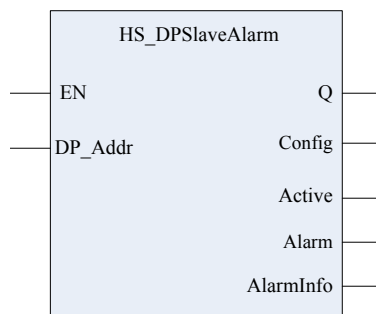 HS_DPSlaveAlarm
EN
Q
DP_Addr
Config
Active
Alarm
AlarmInfo